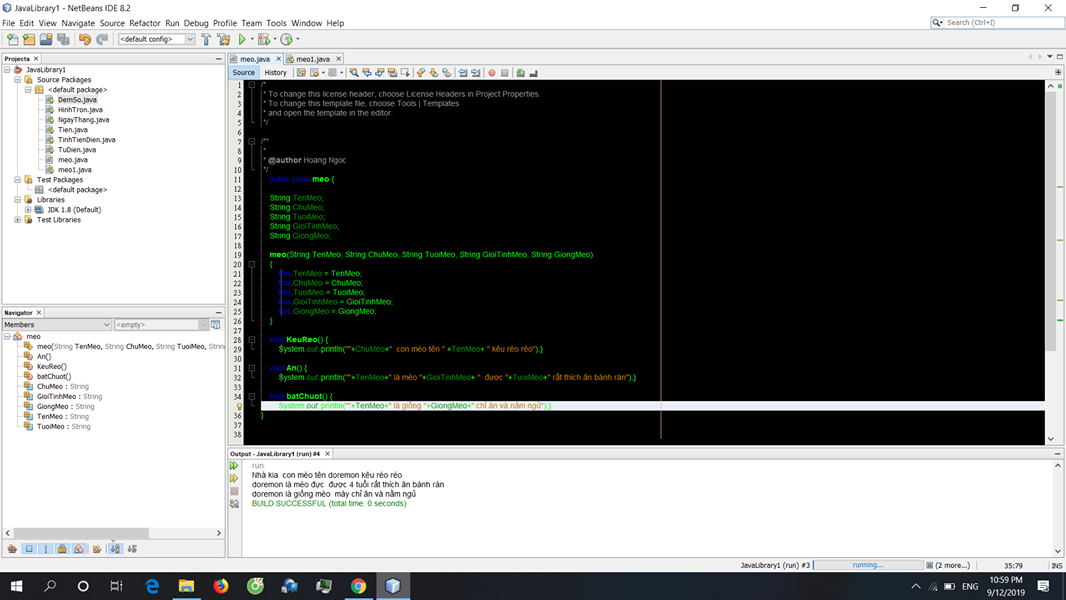 JavaLibrary1 - NetBeans IDE 8.2
File Edit View Navigate Source Refactor Run Debug Profile Team Tools Window Help
Search (Ctrl+I)
<default config>
Projects
JavaLibrary1
Source Packages
<default package>
DemSo.java
HinhTron.java
NgayThang.java
Tien.java
TinhTienDien.java
TuDien.java
meo.java
meo1.java
Test Packages
<default package>
Libraries
JDK 1.8 (Default)
Test Libraries
Navigator
Members
<empty>
meo
meo(String TenMeo, String ChuMeo, String TuoiMeo, Strin
An()
KeuReo()
batChuot()
ChuMeo : String
GioiTinhMeo : String
GiongMeo : String
TenMeo : String
TuoiMeo : String
meo.java meo1.java
Source History
1 /*
2 * To change this license header, choose License Headers in Project Properties.
3 * To change this template file, choose Tools | Templates
4 * and open the template in the editor.
5 */
6
7 /**
8 *
9 * @author Hoang Ngoc
10 */
11 public class meo {
12
13 String TenMeo;
14 String ChuMeo;
15 String TuoiMeo;
16 String GioiTinhMeo;
17 String GiongMeo;
18
19 meo(String TenMeo, String ChuMeo, String TuoiMeo, String GioiTinhMeo, String GiongMeo)
20 {
21 this.TenMeo = TenMeo;
22 this.ChuMeo = ChuMeo;
23 this.TuoiMeo = TuoiMeo;
24 this.GioiTinhMeo = GioiTinhMeo;
25 this.GiongMeo = GiongMeo;
26 }
27
28 void KeuReo() {
29 System.out.println(""+ChuMeo+" con mèo tên " +TenMeo+ " kêu réo réo");}
30
31 void An() {
32 System.out.println(""+TenMeo+" là mèo "+GioiTinhMeo+ " được "+TuoiMeo+" rất thích ăn bánh rán");}
33
34 void batChuot() {
System.out.println(""+TenMeo+" là giống "+GiongMeo+" chỉ ăn và nằm ngủ");}
36 }
37
38
Output - JavaLibrary1 (run) #4
run:
Nhà kia con mèo tên doremon kêu réo réo
doremon là mèo đực được 4 tuổi rất thích ăn bánh rán
doremon là giống mèo máy chỉ ăn và nằm ngủ
BUILD SUCCESSFUL (total time: 0 seconds)
JavaLibrary1 (run) #3 running... (2 more...) 35:79 INS
ENG
10:59 PM
9/12/2019